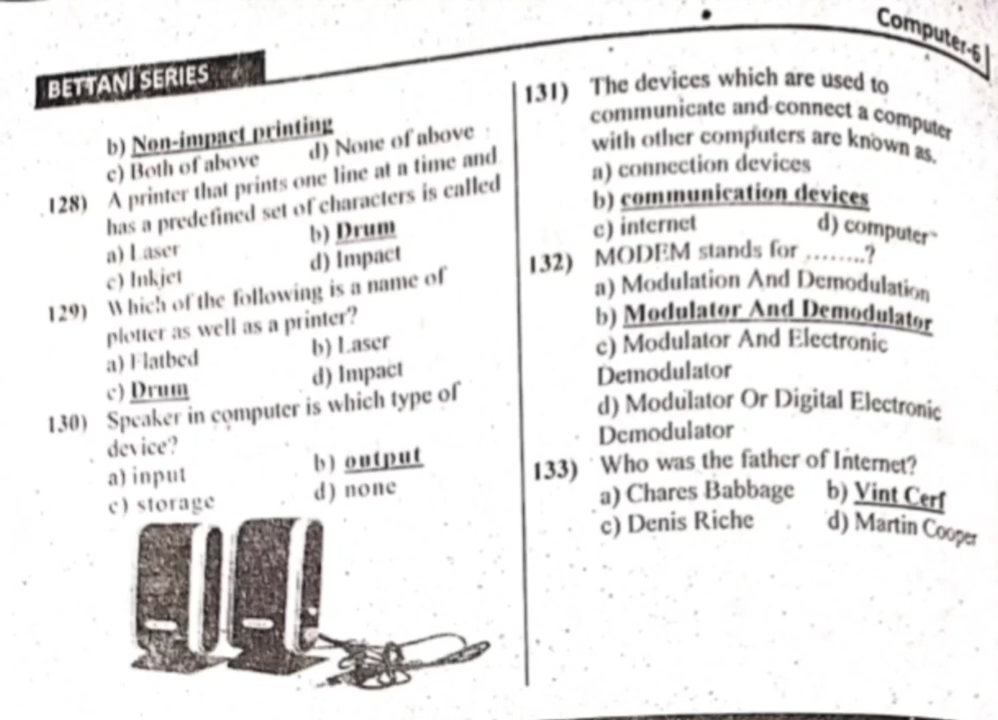 Computer-6
BETTANI SERIES
b) Non-impact printing
c) Both of above d) None of above
128) A printer that prints one line at a time and
has a predefined set of characters is called
a) Laser b) Drum
c) Inkjet d) Impact
129) Which of the following is a name of
plotter as well as a printer?
a) Flatbed b) Laser
c) Drum d) Impact
130) Speaker in computer is which type of
device?
a) input b) output
c) storage d) none
131) The devices which are used to
communicate and connect a computer
with other computers are known as.
a) connection devices
b) communication devices
c) internet d) computer
132) MODEM stands for ........?
a) Modulation And Demodulation
b) Modulator And Demodulator
c) Modulator And Electronic
Demodulator
d) Modulator Or Digital Electronic
Demodulator
133) Who was the father of Internet?
a) Chares Babbage b) Vint Cerf
c) Denis Riche d) Martin Cooper